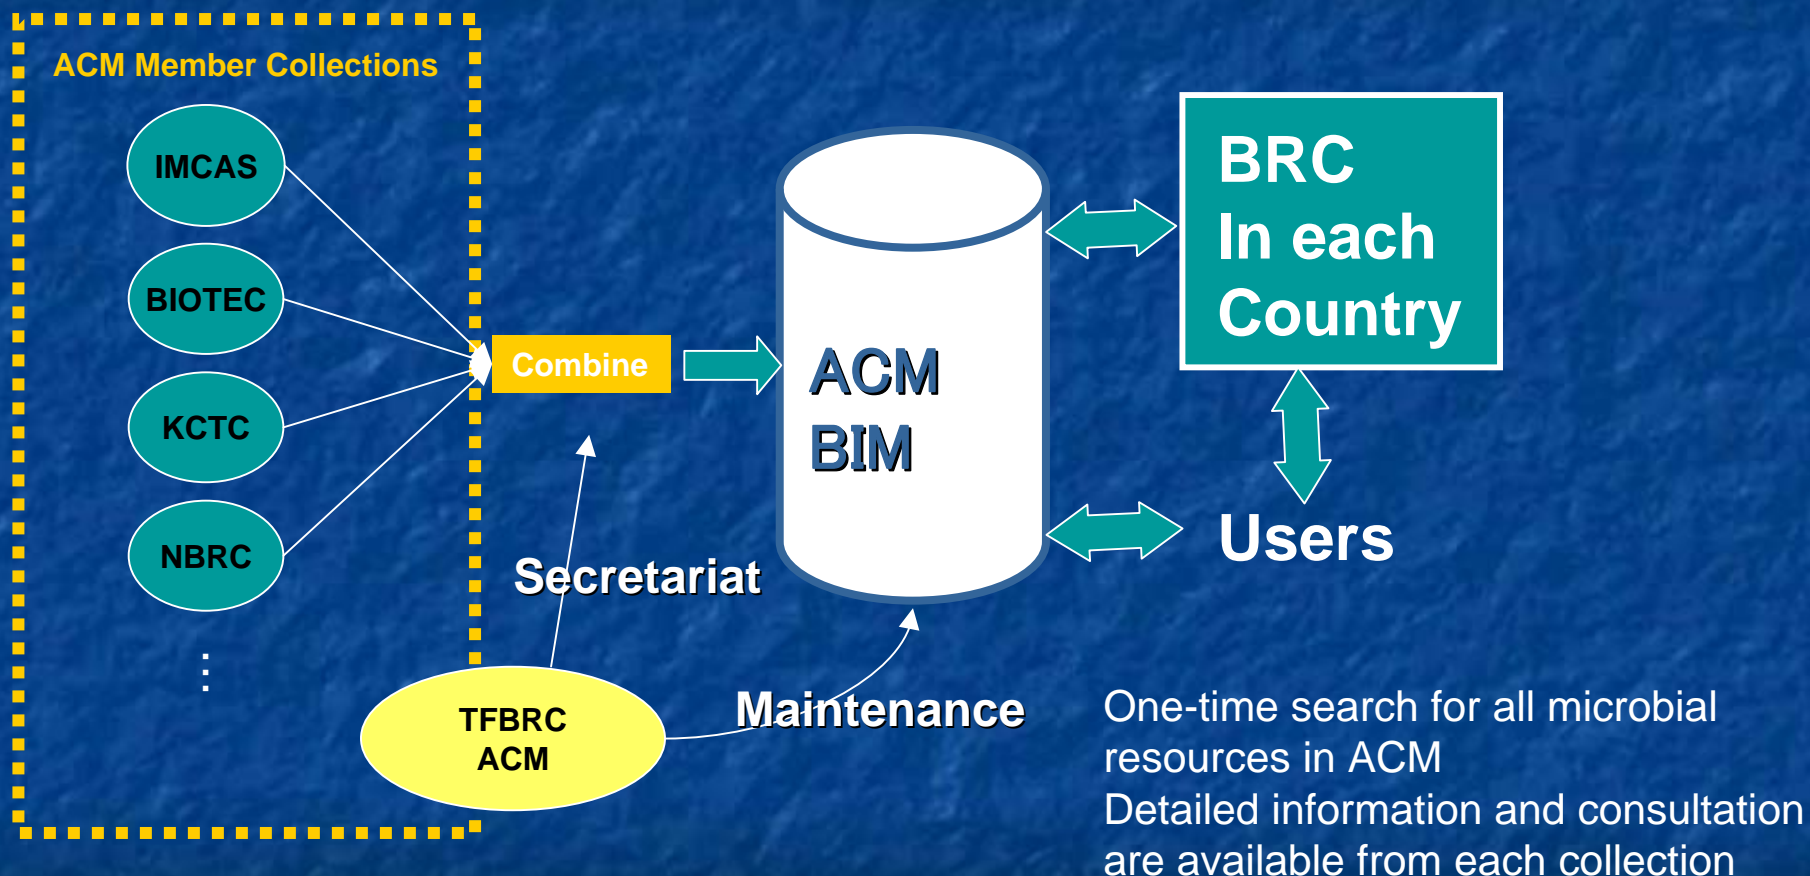 ACM Member Collections
IMCAS
BIOTEC
KCTC
NBRC
⋮
Combine
TFBRC
ACM
Secretariat
Maintenance
ACM
BIM
BRC
In each
Country
Users
One-time search for all microbial
resources in ACM
Detailed information and consultation
are available from each collection